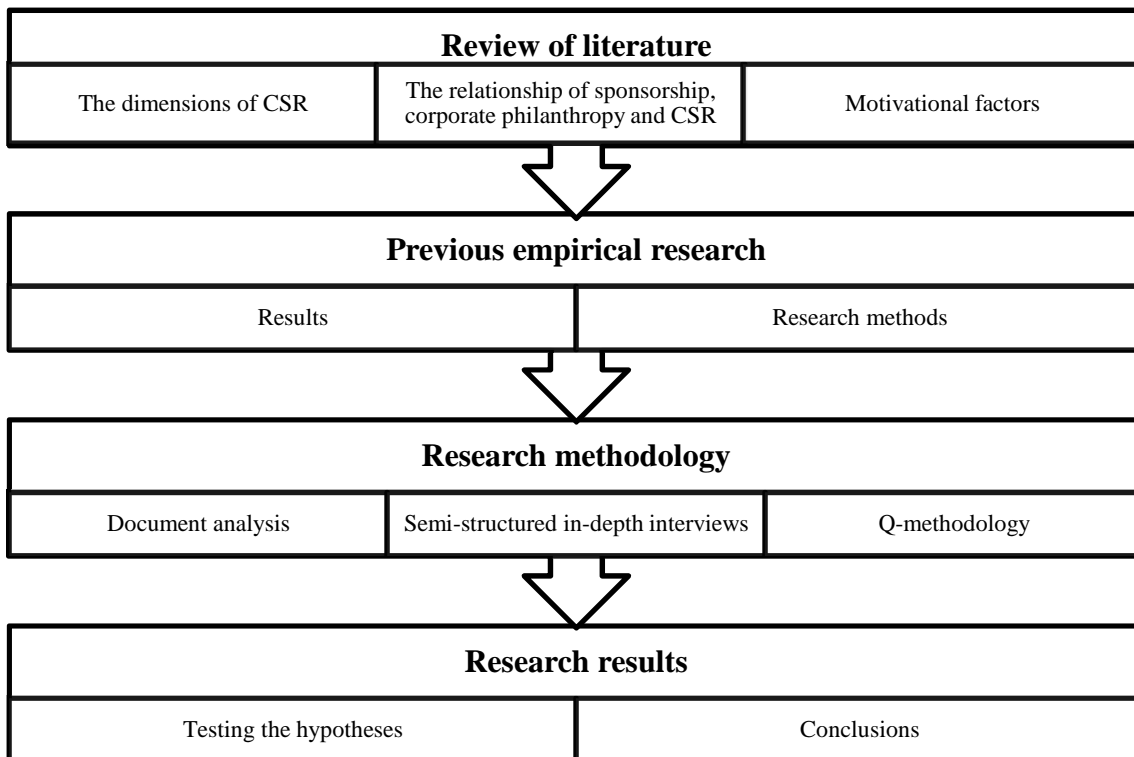 Review of literature
The dimensions of CSR
The relationship of sponsorship,
corporate philanthropy and CSR
Motivational factors
Previous empirical research
Results
Research methods
Research methodology
Document analysis
Semi-structured in-depth interviews
Q-methodology
Research results
Testing the hypotheses
Conclusions